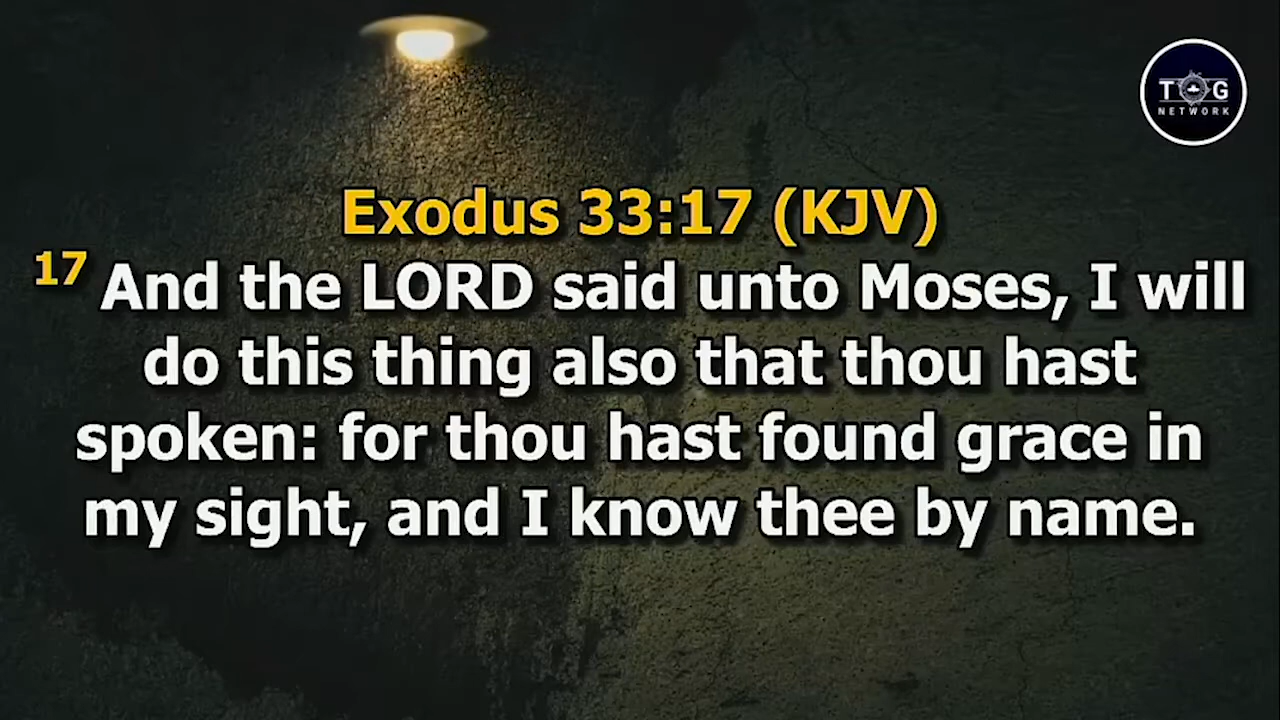 T G
NETWORK
Exodus 33:17 (KJV)
17 And the LORD said unto Moses, I will
do this thing also that thou hast
spoken: for thou hast found grace in
my sight, and I know thee by name.